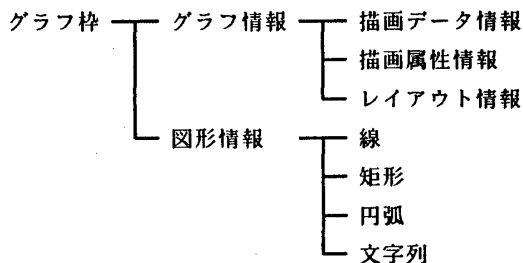 グラフ枠 グラフ情報 描画データ情報
描画属性情報
レイアウト情報
図形情報 線
矩形
円弧
文字列